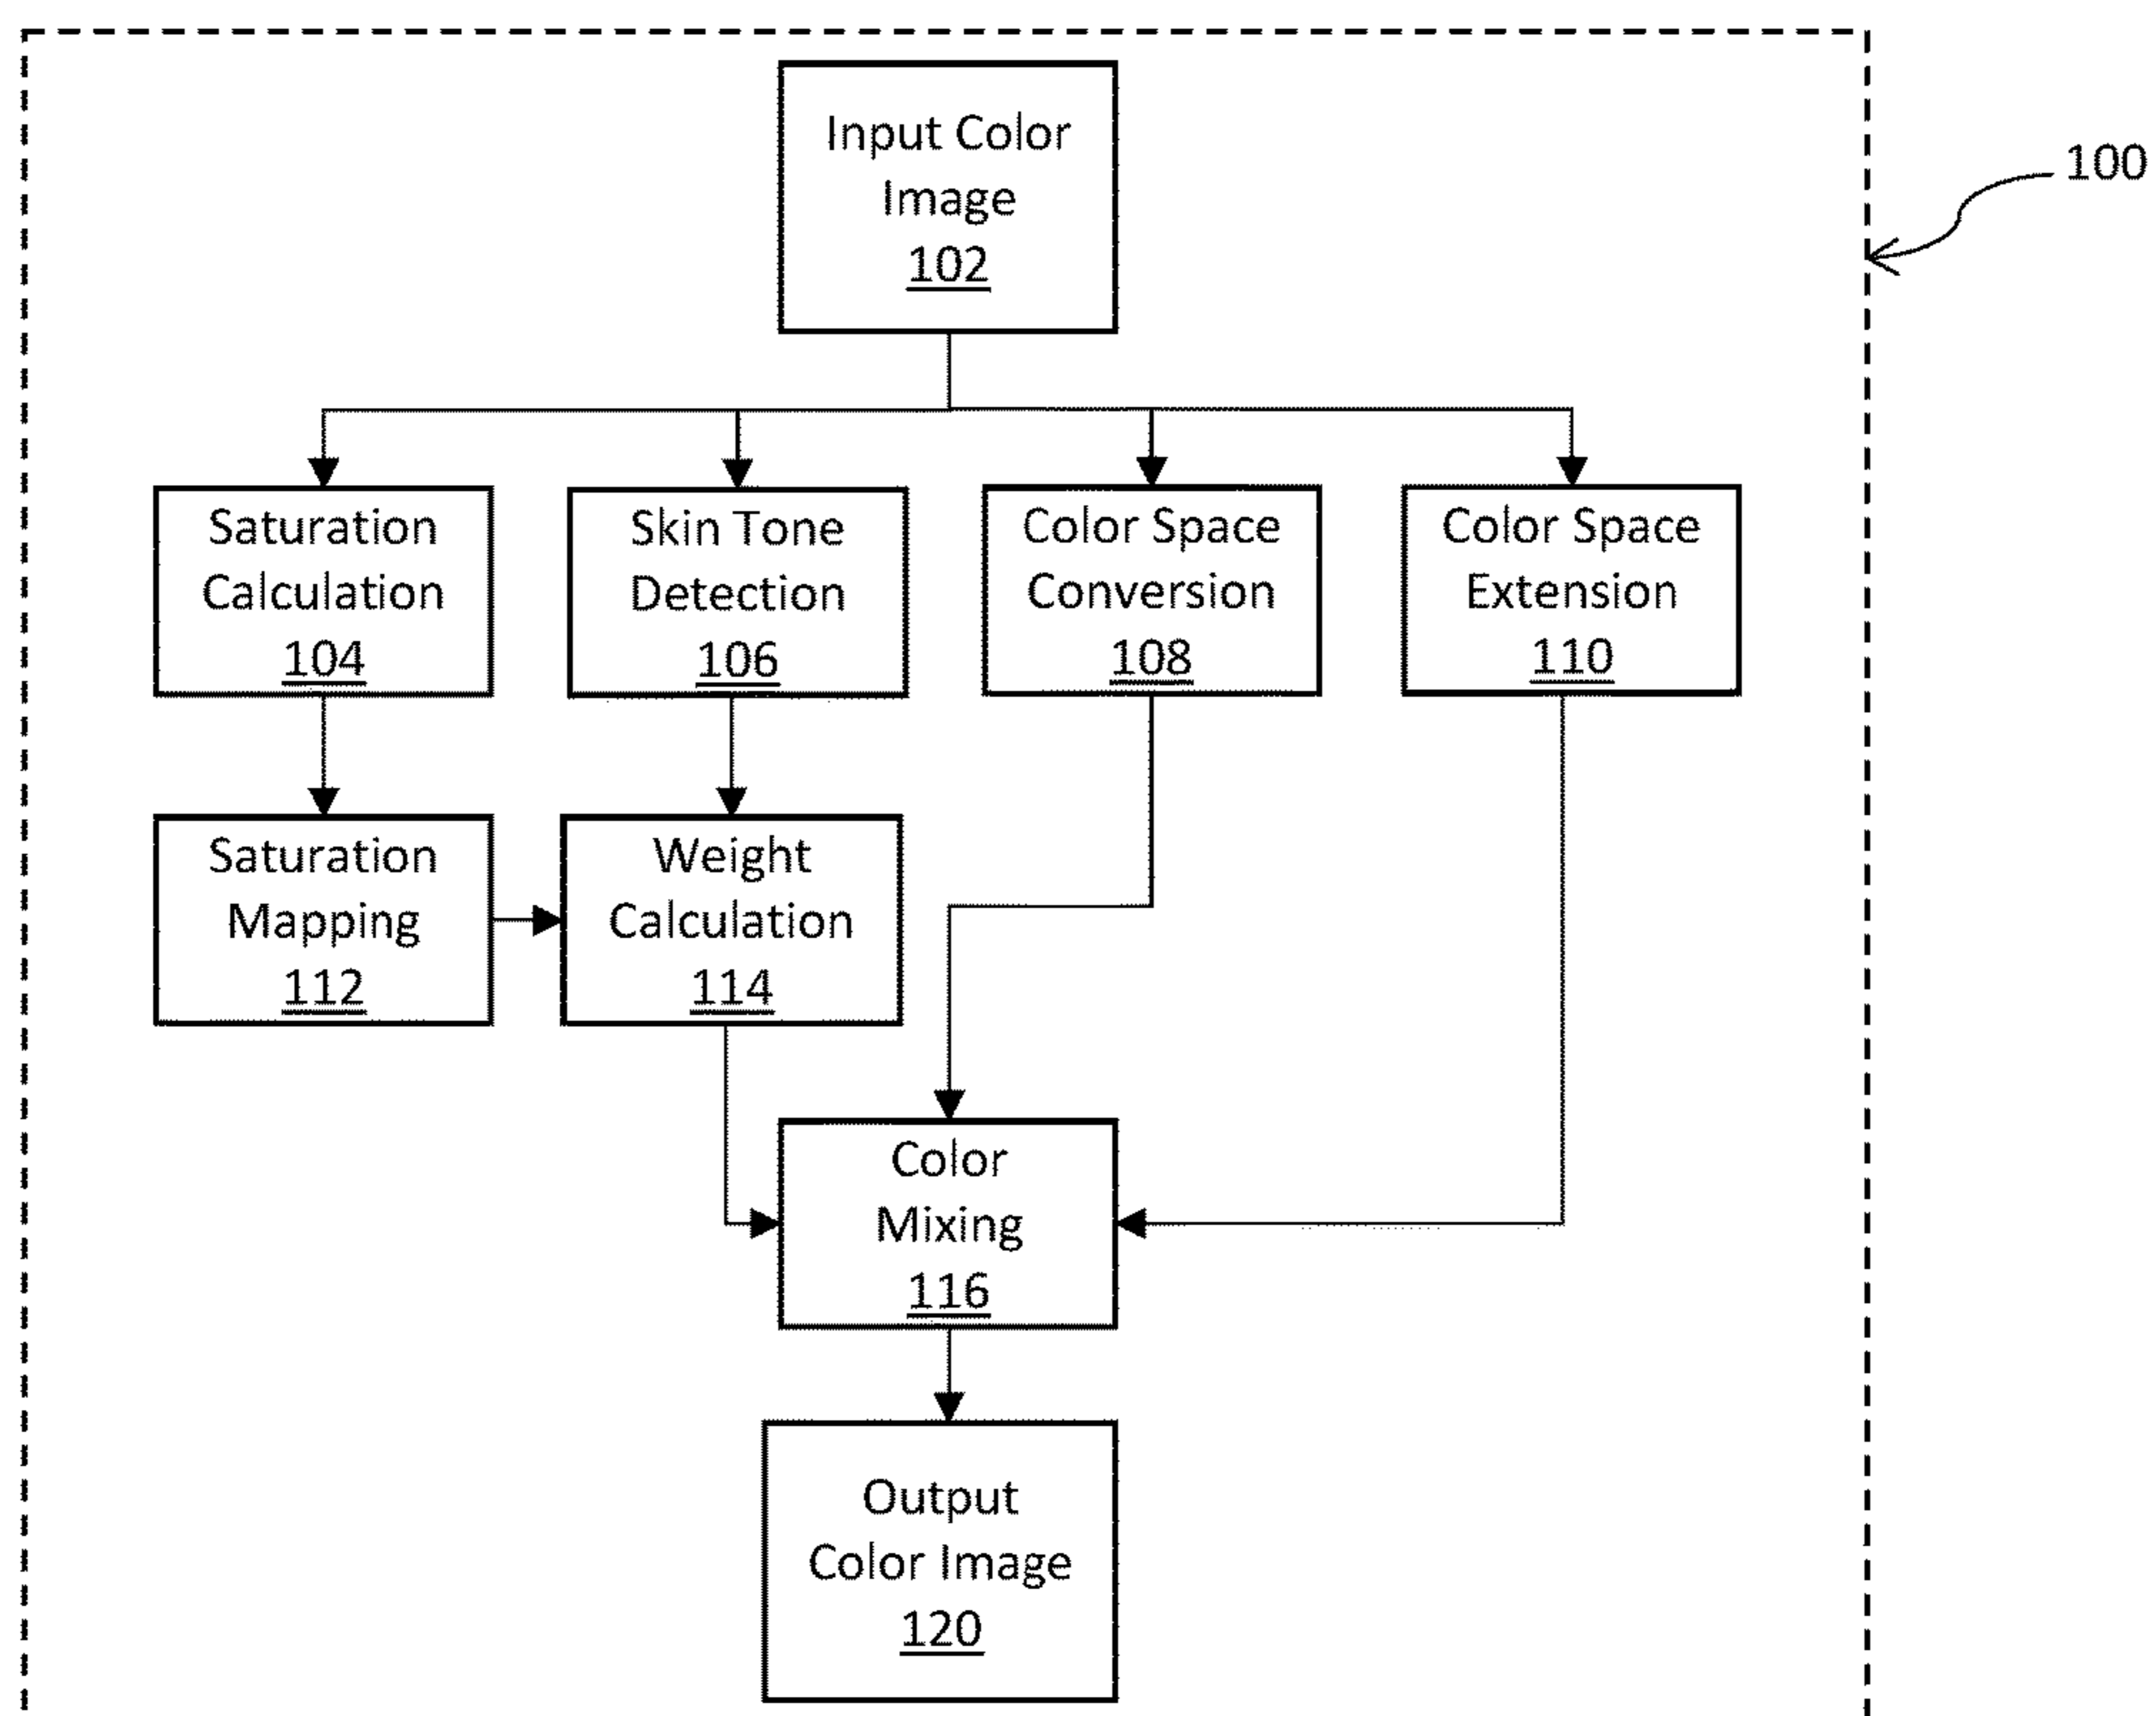 Input Color
Image
102
100
Saturation
Calculation
104
Skin Tone
Detection
106
Color Space
Conversion
108
Color Space
Extension
110
Saturation
Mapping
112
Weight
Calculation
114
Color
Mixing
116
Output
Color Image
120